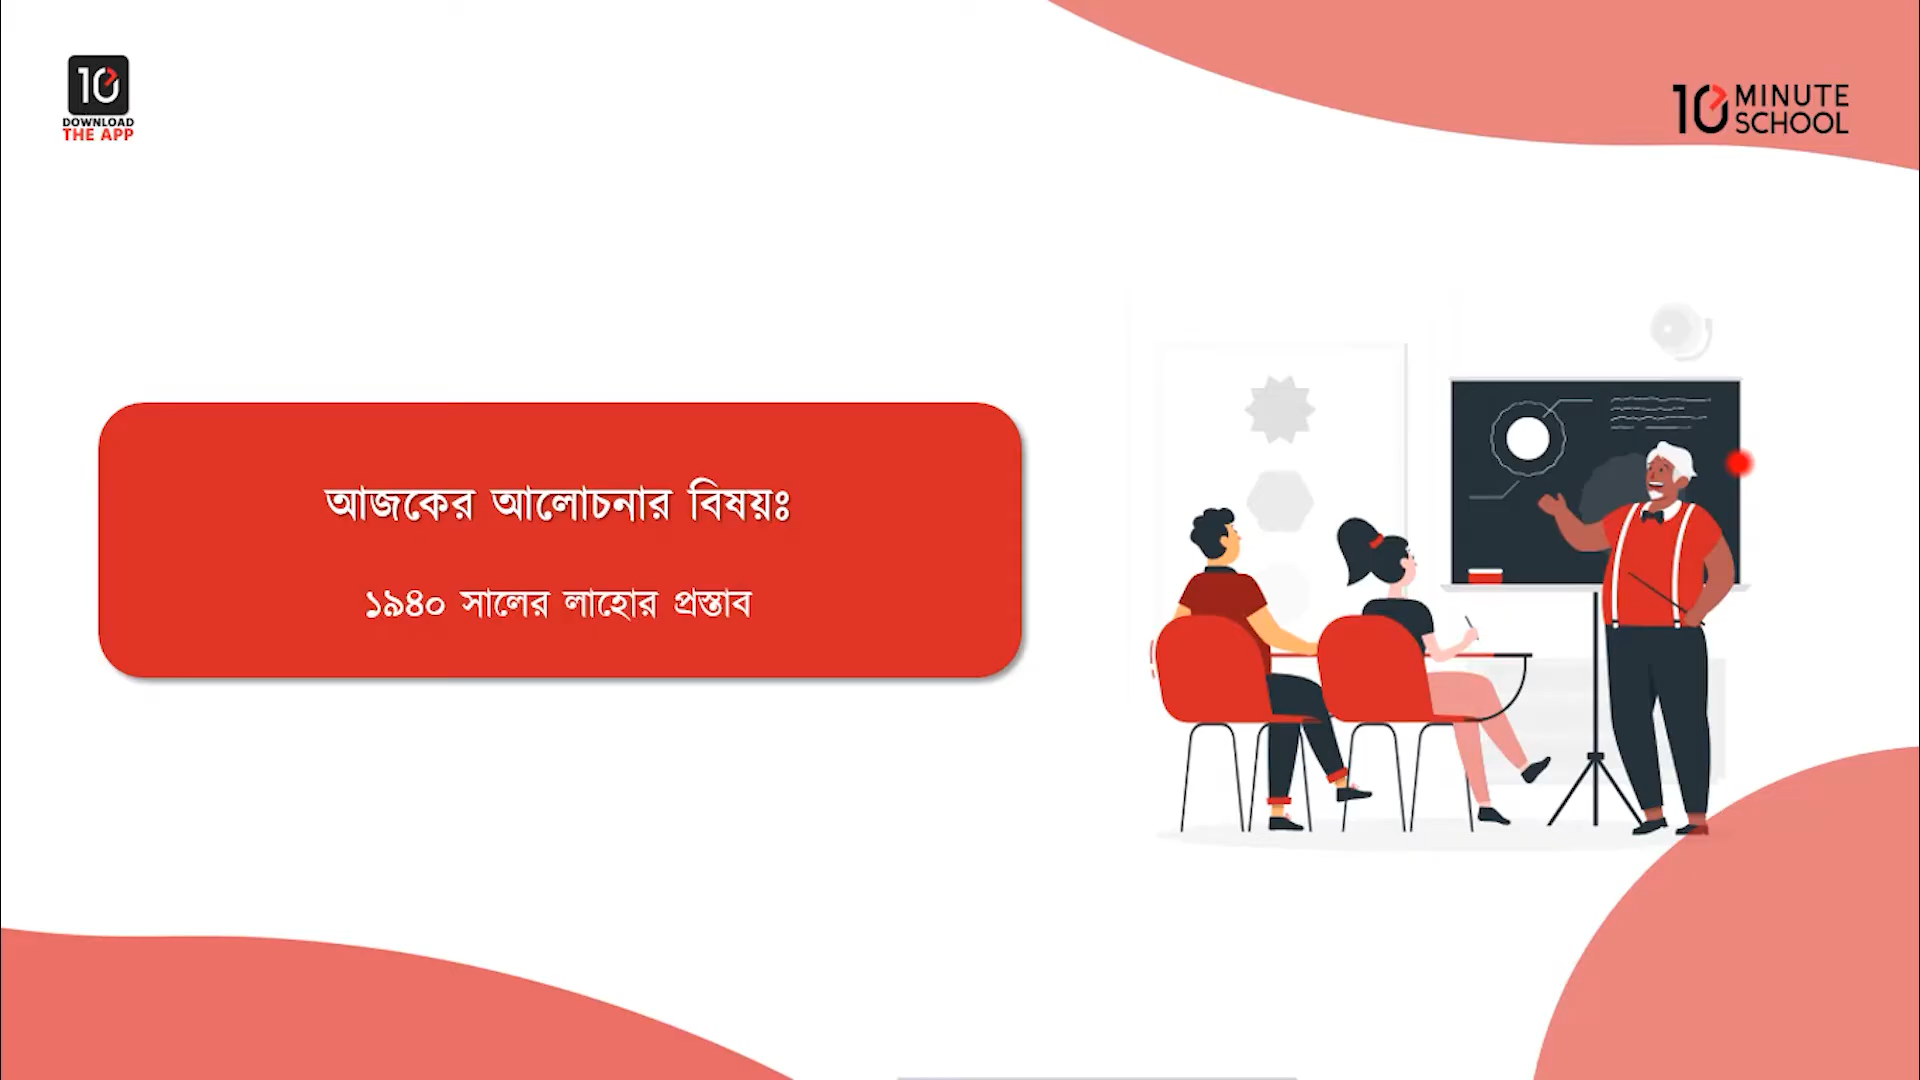 10
DOWNLOAD
THE APP
10 MINUTE
SCHOOL
আজকের আলোচনার বিষয়ঃ
১৯৪০ সালের লাহোর প্রস্তাব